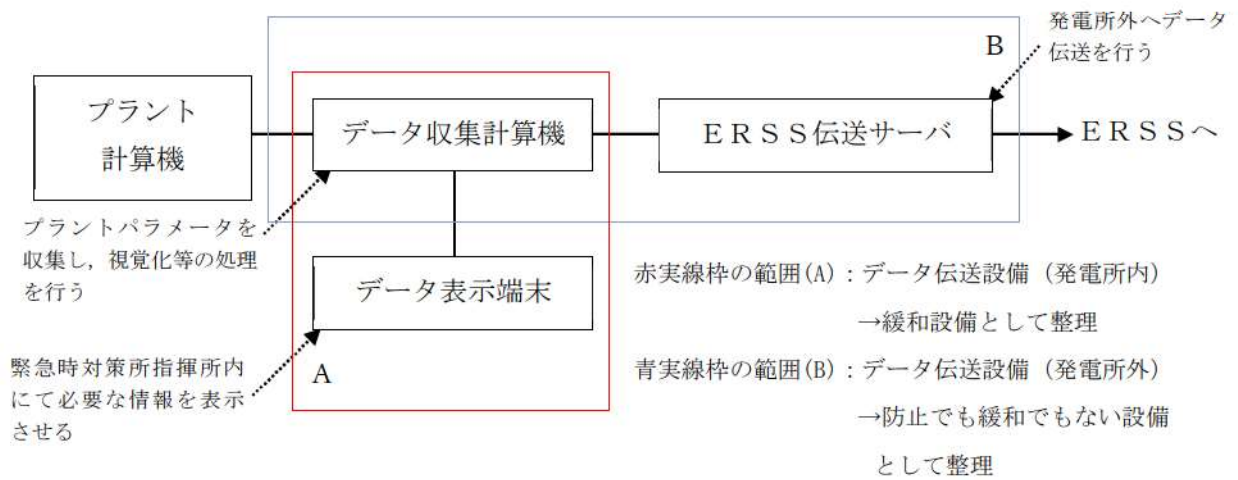 発電所外へデータ
伝送を行う
B
プラント
計算機
データ収集計算機
ERSS伝送サーバ
ERSSへ
プラントパラメータを
収集し,視覚化等の処理
を行う
データ表示端末
赤実線枠の範囲(A):データ伝送設備(発電所内)
→緩和設備として整理
緊急時対策所指揮所内
にて必要な情報を表示
させる
A
青実線枠の範囲(B):データ伝送設備(発電所外)
→防止でも緩和でもない設備
として整理